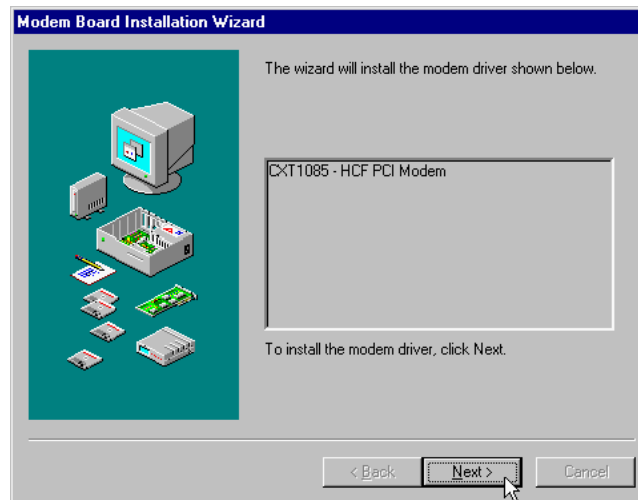 Modem Board Installation Wizard
The wizard will install the modem driver shown below.
CXT1085 - HCF PCI Modem
To install the modem driver, click Next.
< Back Next > Cancel